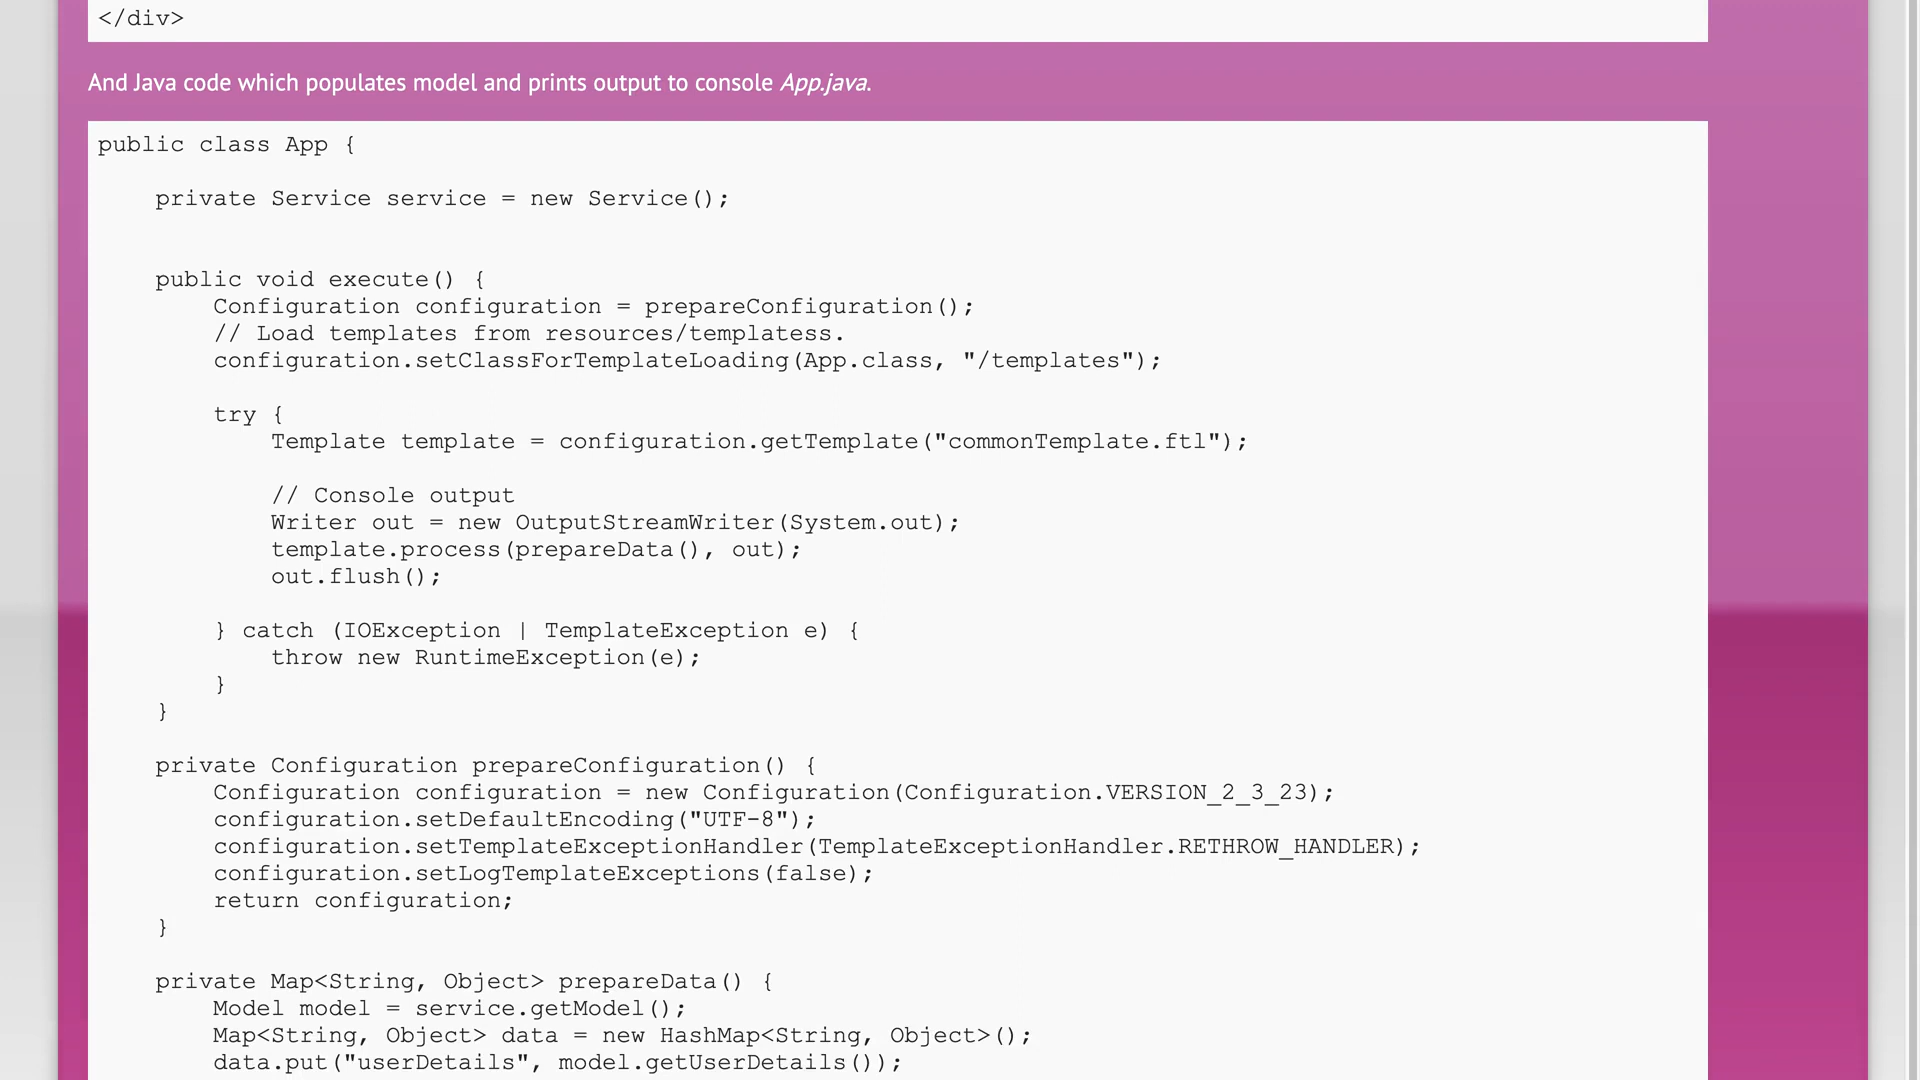 </div>
And Java code which populates model and prints output to console App.java.
public class App {
private Service service = new Service();
public void execute() {
Configuration configuration = prepareConfiguration();
// Load templates from resources/templatess.
configuration.setClassForTemplateLoading(App.class, "/templates");
try {
Template template = configuration.getTemplate("commonTemplate.ftl");
// Console output
Writer out = new OutputStreamWriter(System.out);
template.process(prepareData(), out);
out.flush();
} catch (IOException | TemplateException e) {
throw new RuntimeException(e);
}
}
private Configuration prepareConfiguration() {
Configuration configuration = new Configuration(Configuration.VERSION_2_3_23);
configuration.setDefaultEncoding("UTF-8");
configuration.setTemplateExceptionHandler(TemplateExceptionHandler.RETHROW_HANDLER);
configuration.setLogTemplateExceptions(false);
return configuration;
}
private Map<String, Object> prepareData() {
Model model = service.getModel();
Map<String, Object> data = new HashMap<String, Object>();
data.put("userDetails", model.getUserDetails());